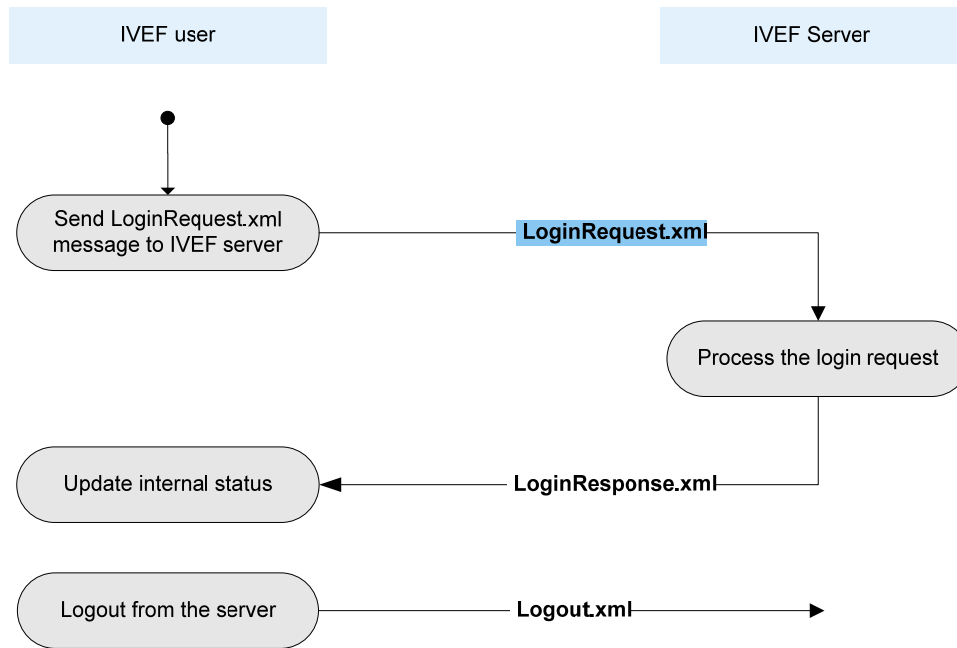 IVEF user
IVEF Server
Send LoginRequest.xml
message to IVEF server
LoginRequest.xml
Process the login request
Update internal status
LoginResponse.xml
Logout from the server
Logout.xml